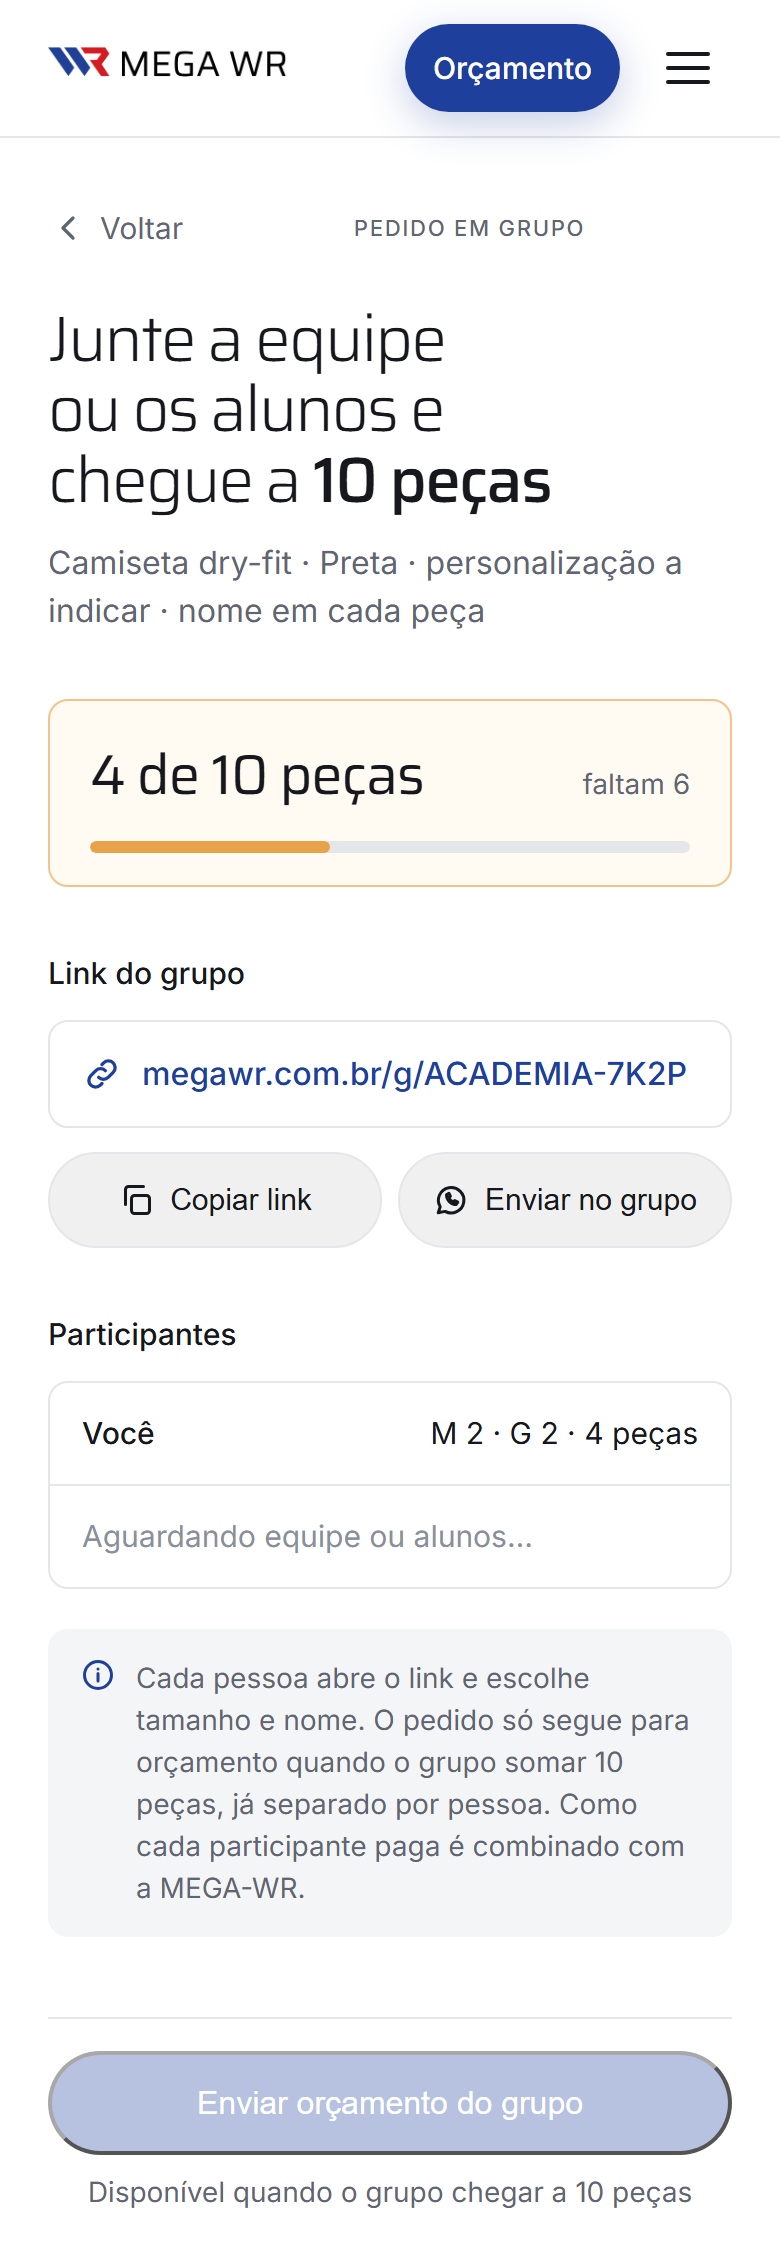 MEGA WR
Orçamento
Voltar
PEDIDO EM GRUPO
Junte a equipe
ou os alunos e
chegue a 10 peças
Camiseta dry-fit · Preta · personalização a
indicar · nome em cada peça
4 de 10 peças
faltam 6
Link do grupo
megawr.com.br/g/ACADEMIA-7K2P
Copiar link
Enviar no grupo
Participantes
Você
M 2 · G 2 · 4 peças
Aguardando equipe ou alunos...
Cada pessoa abre o link e escolhe
tamanho e nome. O pedido só segue para
orçamento quando o grupo somar 10
peças, já separado por pessoa. Como
cada participante paga é combinado com
a MEGA-WR.
Enviar orçamento do grupo
Disponível quando o grupo chegar a 10 peças